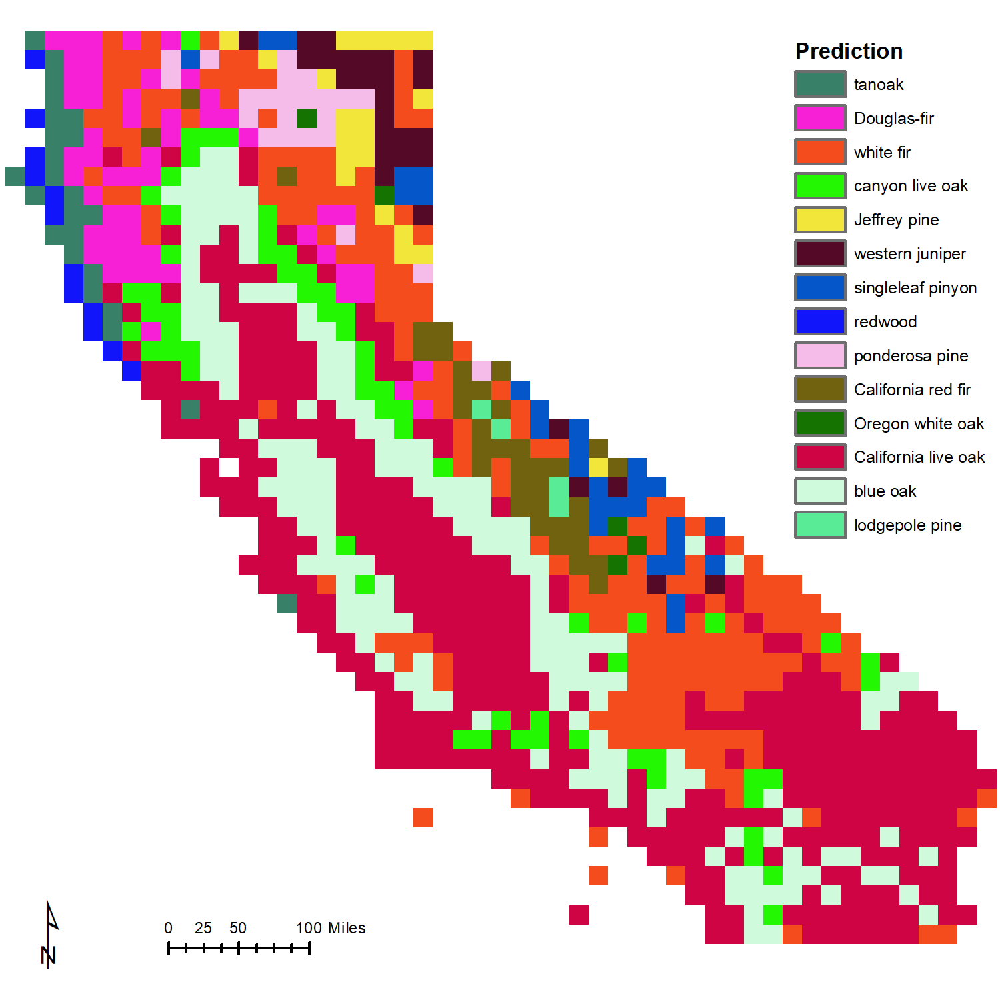 Prediction
tanoak
Douglas-fir
white fir
canyon live oak
Jeffrey pine
western juniper
singleleaf pinyon
redwood
ponderosa pine
California red fir
Oregon white oak
California live oak
blue oak
lodgepole pine
0 25 50 100 Miles
N